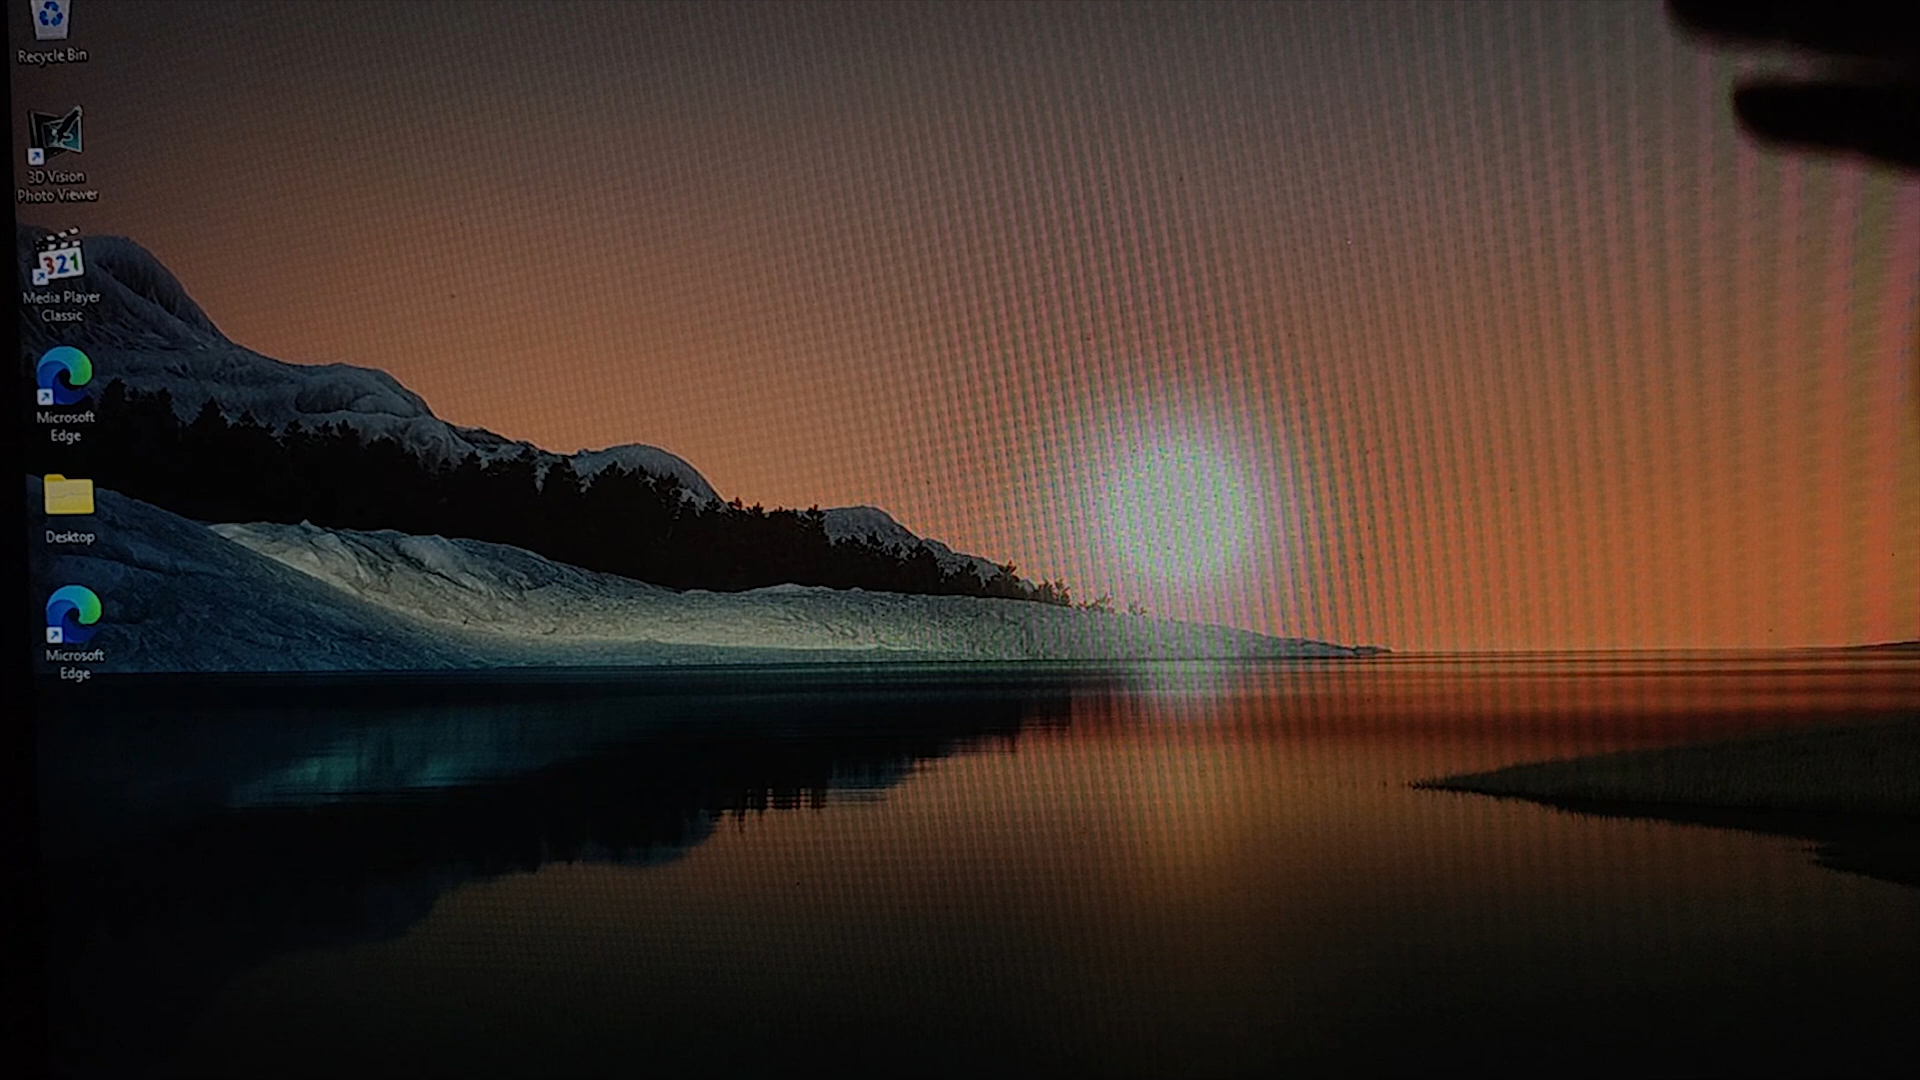 Recycle Bin
3D Vision
Photo Viewer
321
Media Player
Classic
Microsoft
Edge
Desktop
Microsoft
Edge